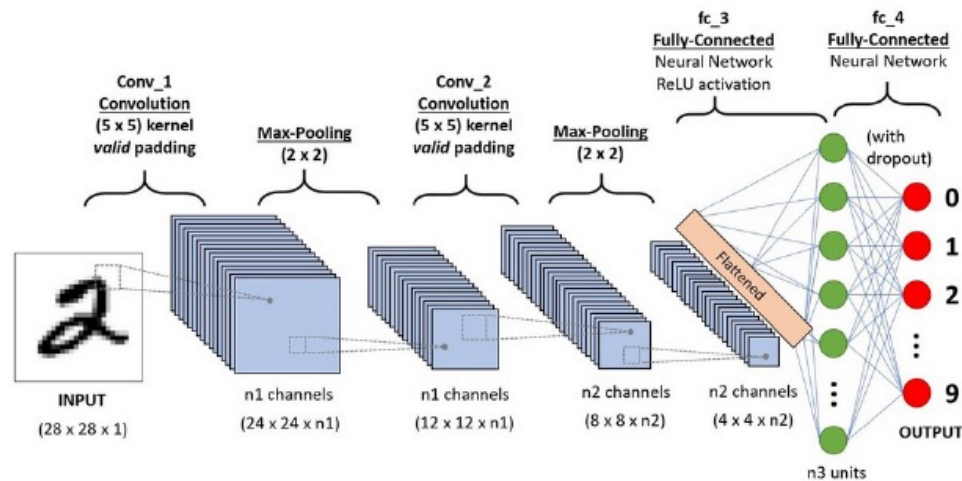 fc_3
Fully-Connected
Neural Network
ReLU activation
fc_4
Fully-Connected
Neural Network
Conv_1
Convolution
(5 x 5) kernel
valid padding
Max-Pooling
(2 x 2)
Conv_2
Convolution
(5 x 5) kernel
valid padding
Max-Pooling
(2 x 2)
(with
dropout)
Flattened
0
1
2
...
9
INPUT
(28 x 28 x 1)
n1 channels
(24 x 24 x n1)
n1 channels
(12 x 12 x n1)
n2 channels
(8 x 8 x n2)
n2 channels
(4 x 4 x n2)
OUTPUT
n3 units